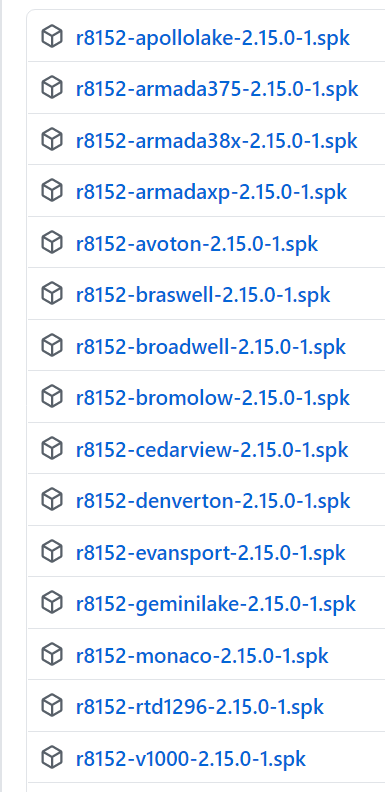 r8152-apollolake-2.15.0-1.spk
r8152-armada375-2.15.0-1.spk
r8152-armada38x-2.15.0-1.spk
r8152-armadaxp-2.15.0-1.spk
r8152-avoton-2.15.0-1.spk
r8152-braswell-2.15.0-1.spk
r8152-broadwell-2.15.0-1.spk
r8152-bromolow-2.15.0-1.spk
r8152-cedarview-2.15.0-1.spk
r8152-denverton-2.15.0-1.spk
r8152-evansport-2.15.0-1.spk
r8152-geminilake-2.15.0-1.spk
r8152-monaco-2.15.0-1.spk
r8152-rtd1296-2.15.0-1.spk
r8152-v1000-2.15.0-1.spk